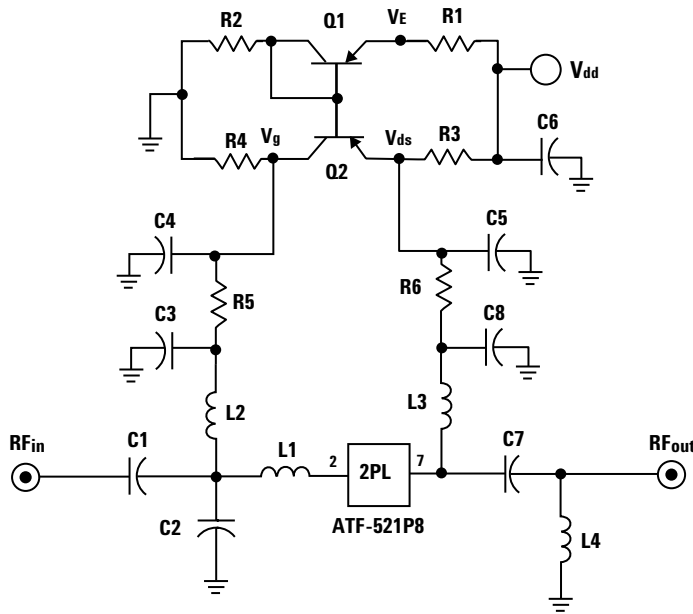 R2
Q1
VE
R1
Vdd
R4
Vg
Q2
Vds
R3
C6
C4
C5
R5
R6
C3
C8
L2
L3
RFin
C1
L1
2
2PL
7
C7
RFout
C2
ATF-521P8
L4